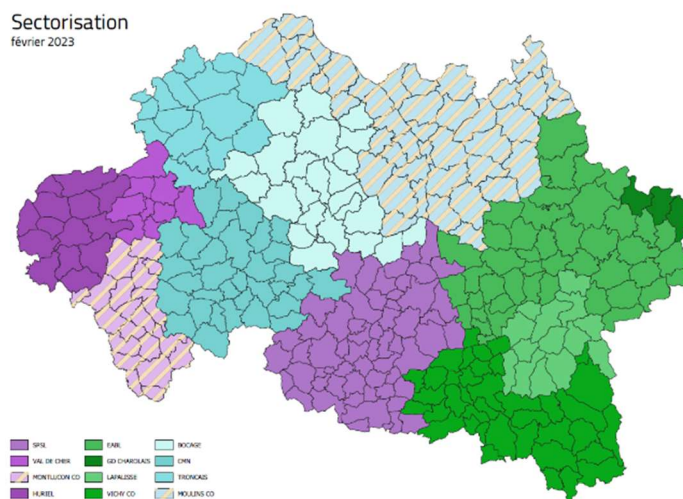 Sectorisation
février 2023
SPSL
EABL
BOCAGE
VAL DE CHER
GD CHAROLAIS
CMN
MONTLUCON CO
LAPALISSE
TRONCAIS
HURIEL
VICHY CO
MOULINS CO